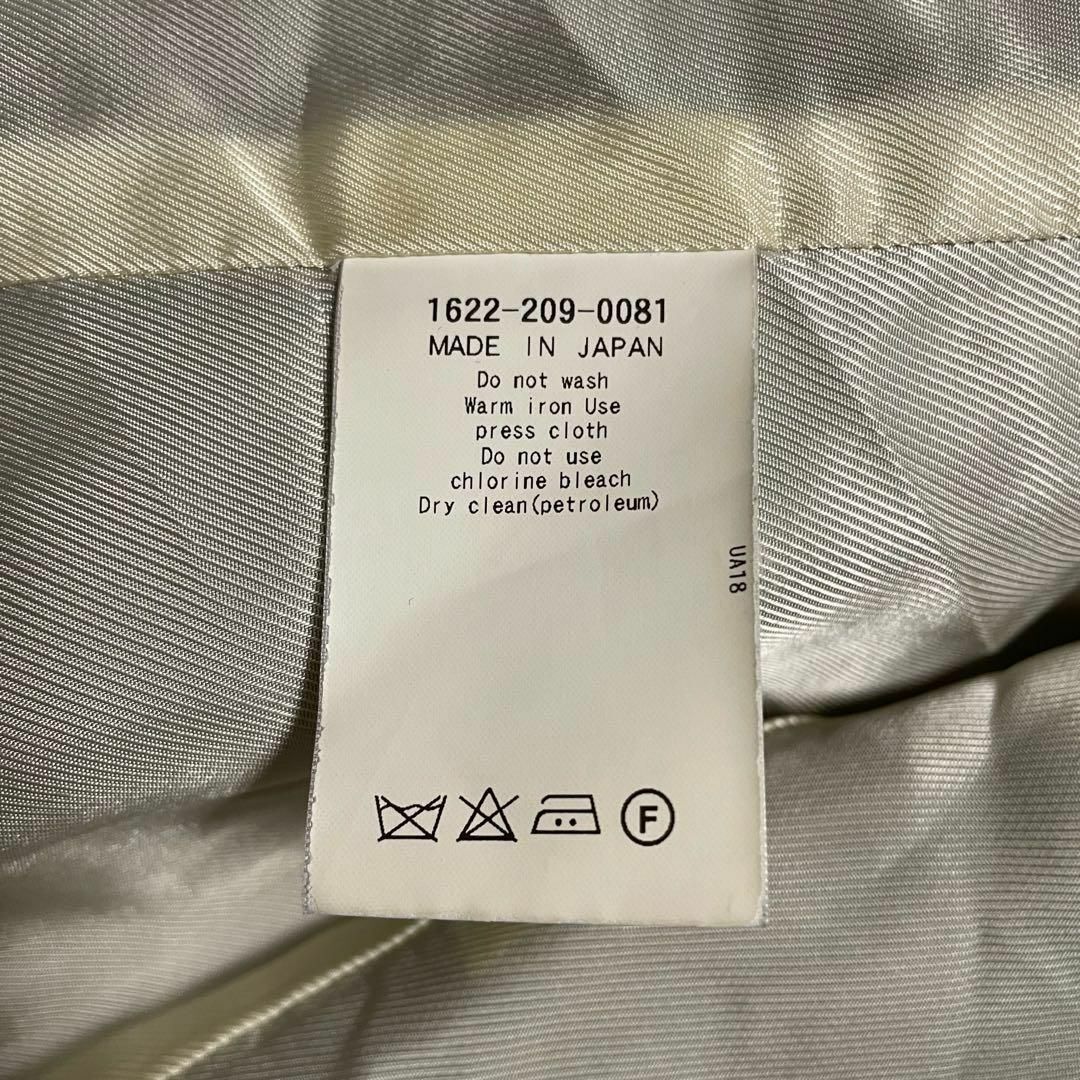 1622-209-0081
MADE IN JAPAN
Do not wash
Warm iron Use
press cloth
Do not use
chlorine bleach
Dry clean(petroleum)
UA18
F